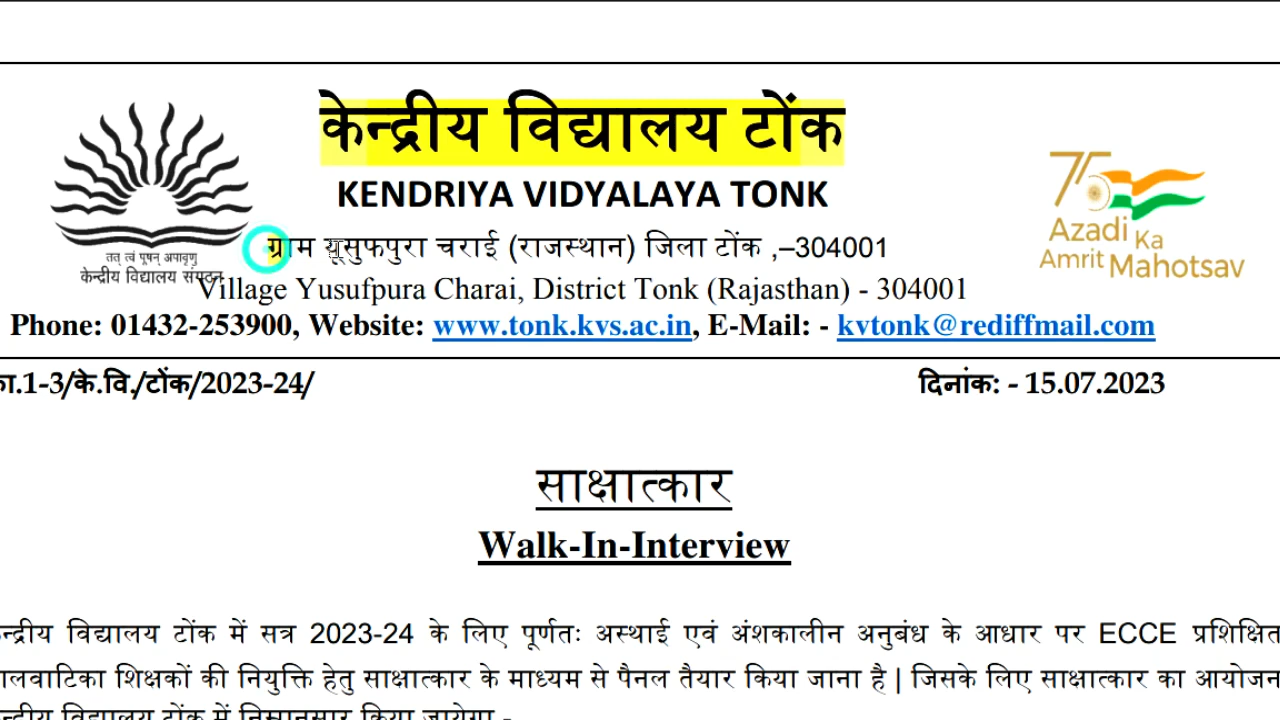 केन्द्रीय विद्यालय टोंक
KENDRIYA VIDYALAYA TONK
ग्राम यूसुफपुरा चराई (राजस्थान) जिला टोंक ,–304001
Village Yusufpura Charai, District Tonk (Rajasthan) - 304001
Phone: 01432-253900, Website: www.tonk.kvs.ac.in, E-Mail: - kvtonk@rediffmail.com
तत् त्वं पूषन् अपावृणु
केन्द्रीय विद्यालय संगठन
75
Azadi Ka
Amrit Mahotsav
का.1-3/के.वि./टोंक/2023-24/ दिनांक: - 15.07.2023
साक्षात्कार
Walk-In-Interview
केन्द्रीय विद्यालय टोंक में सत्र 2023-24 के लिए पूर्णतः अस्थाई एवं अंशकालीन अनुबंध के आधार पर ECCE प्रशिक्षित
बालवाटिका शिक्षकों की नियुक्ति हेतु साक्षात्कार के माध्यम से पैनल तैयार किया जाना है | जिसके लिए साक्षात्कार का आयोजन
केन्द्रीय विद्यालय टोंक में निम्नानुसार किया जायेगा -